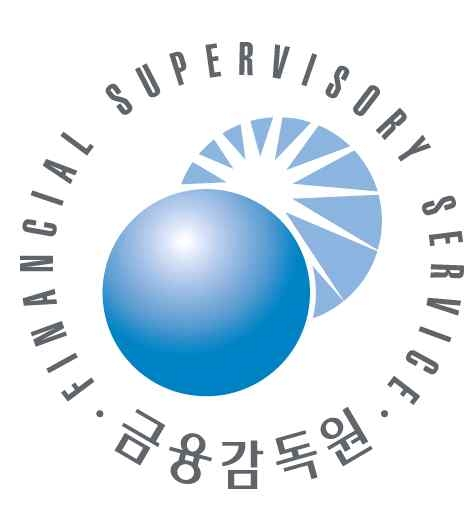 FINANCIAL SUPERVISORY SERVICE
금융감독원